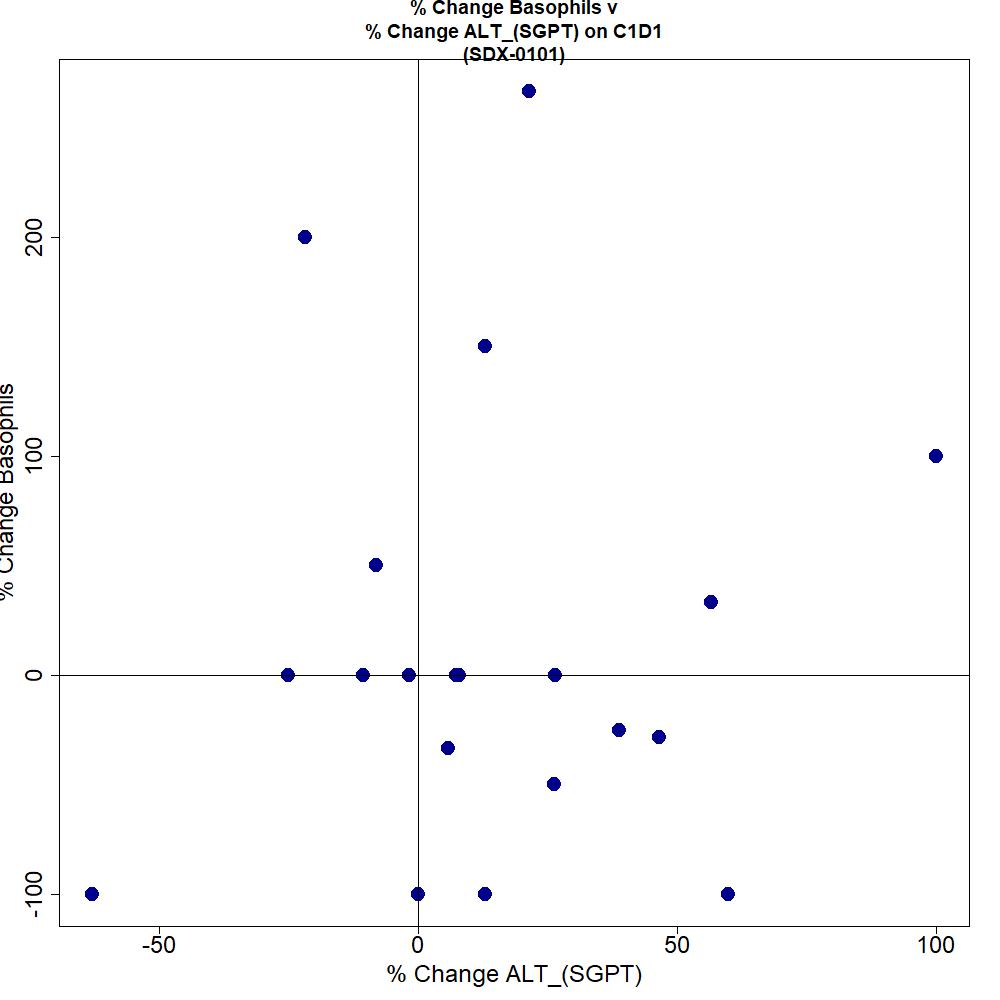 % Change Basophils v
% Change ALT_(SGPT) on C1D1
(SDX-0101)
% Change Basophils
200
100
0
-100
-50
0
50
100
% Change ALT_(SGPT)